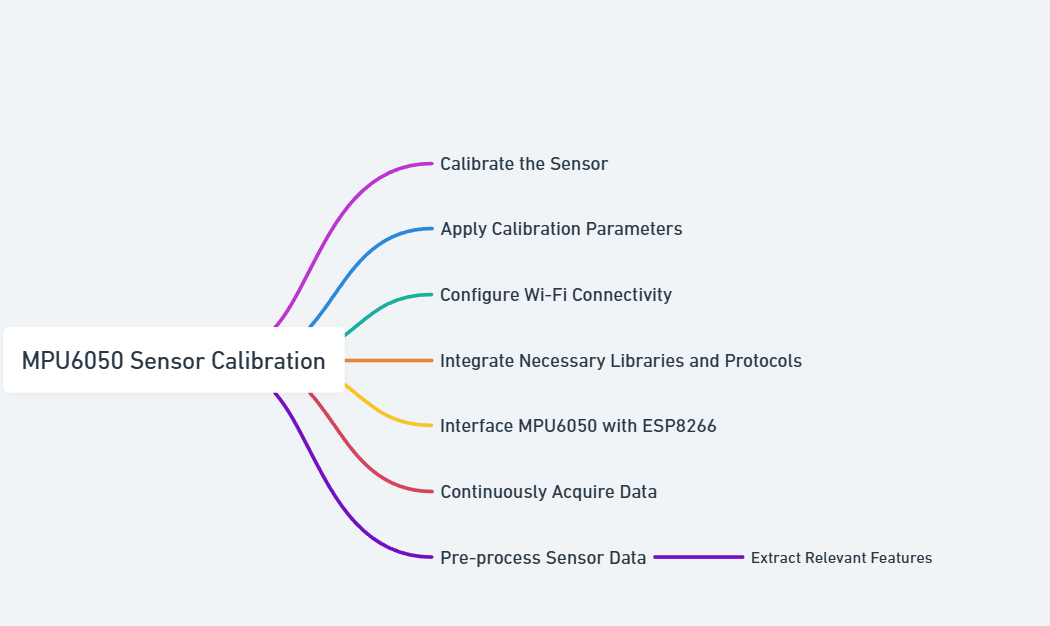 Calibrate the Sensor
Apply Calibration Parameters
Configure Wi-Fi Connectivity
MPU6050 Sensor Calibration
Integrate Necessary Libraries and Protocols
Interface MPU6050 with ESP8266
Continuously Acquire Data
Pre-process Sensor Data
Extract Relevant Features